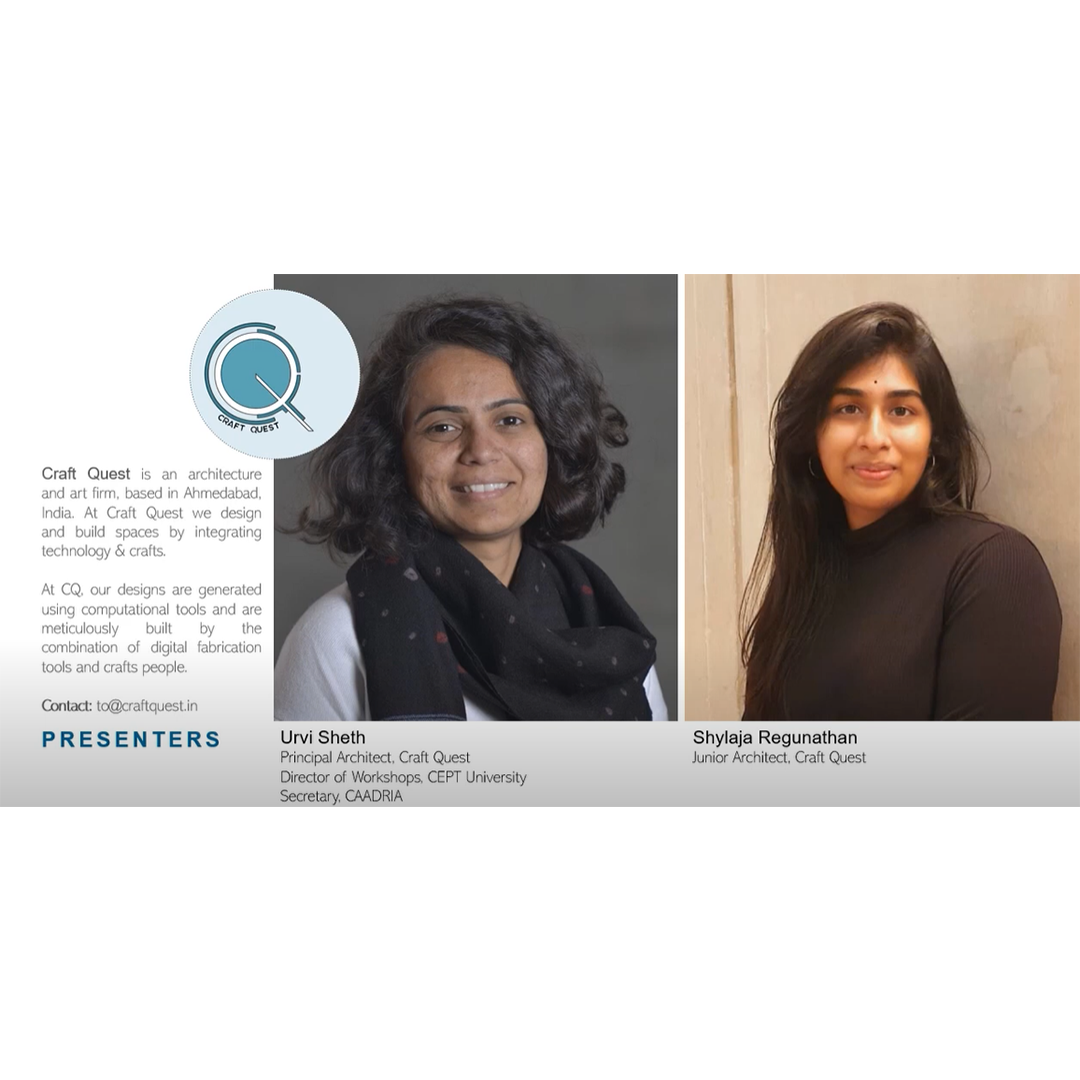 CRAFT QUEST
Craft Quest is an architecture
and art firm, based in Ahmedabad,
India. At Craft Quest we design
and build spaces by integrating
technology & crafts.
At CQ, our designs are generated
using computational tools and are
meticulously built by the
combination of digital fabrication
tools and crafts people.
Contact: to@craftquest.in
PRESENTERS
Urvi Sheth
Principal Architect, Craft Quest
Director of Workshops, CEPT University
Secretary, CAADRIA
Shylaja Regunathan
Junior Architect, Craft Quest